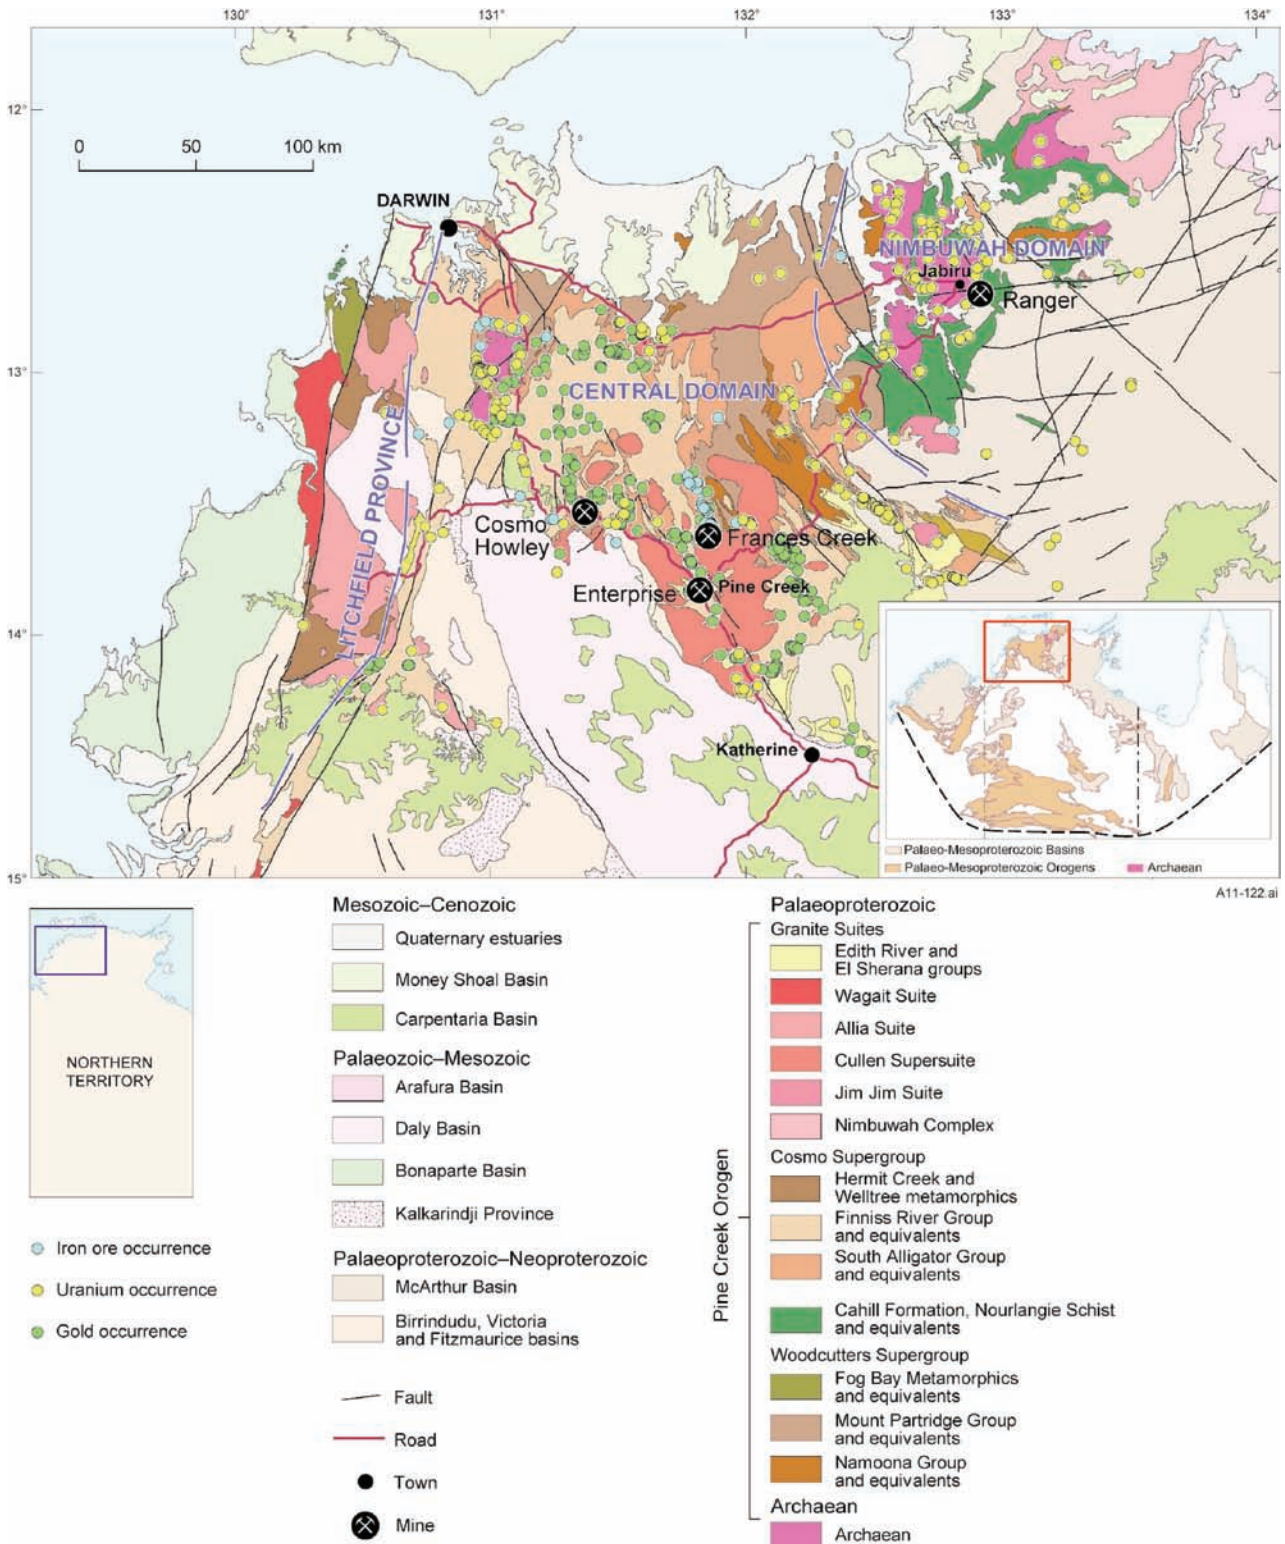 130°
131°
132°
133°
134°
12°
13°
14°
15°
0 50 100 km
DARWIN
NIMBUWAH DOMAIN
Jabiru
Ranger
CENTRAL DOMAIN
LITCHFIELD PROVINCE
Cosmo
Howley
Frances Creek
Enterprise
Pine Creek
Katherine
Palaeo-Mesoproterozoic Basins
Palaeo-Mesoproterozoic Orogens
Archaean
A11-122.ai
NORTHERN
TERRITORY
Iron ore occurrence
Uranium occurrence
Gold occurrence
Mesozoic–Cenozoic
Quaternary estuaries
Money Shoal Basin
Carpentaria Basin
Palaeozoic–Mesozoic
Arafura Basin
Daly Basin
Bonaparte Basin
Kalkarindji Province
Palaeoproterozoic–Neoproterozoic
McArthur Basin
Birrindudu, Victoria
and Fitzmaurice basins
Fault
Road
Town
Mine
Pine Creek Orogen
Palaeoproterozoic
Granite Suites
Edith River and
El Sherana groups
Wagait Suite
Allia Suite
Cullen Supersuite
Jim Jim Suite
Nimbuwah Complex
Cosmo Supergroup
Hermit Creek and
Welltree metamorphics
Finniss River Group
and equivalents
South Alligator Group
and equivalents
Cahill Formation, Nourlangie Schist
and equivalents
Woodcutters Supergroup
Fog Bay Metamorphics
and equivalents
Mount Partridge Group
and equivalents
Namoona Group
and equivalents
Archaean
Archaean